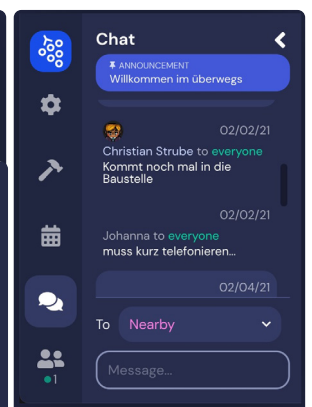 Chat
ANNOUNCEMENT
Willkommen im überwegs
02/02/21
Christian Strube to everyone
Kommt noch mal in die
Baustelle
02/02/21
Johanna to everyone
muss kurz telefonieren...
02/04/21
To Nearby
Message...
1